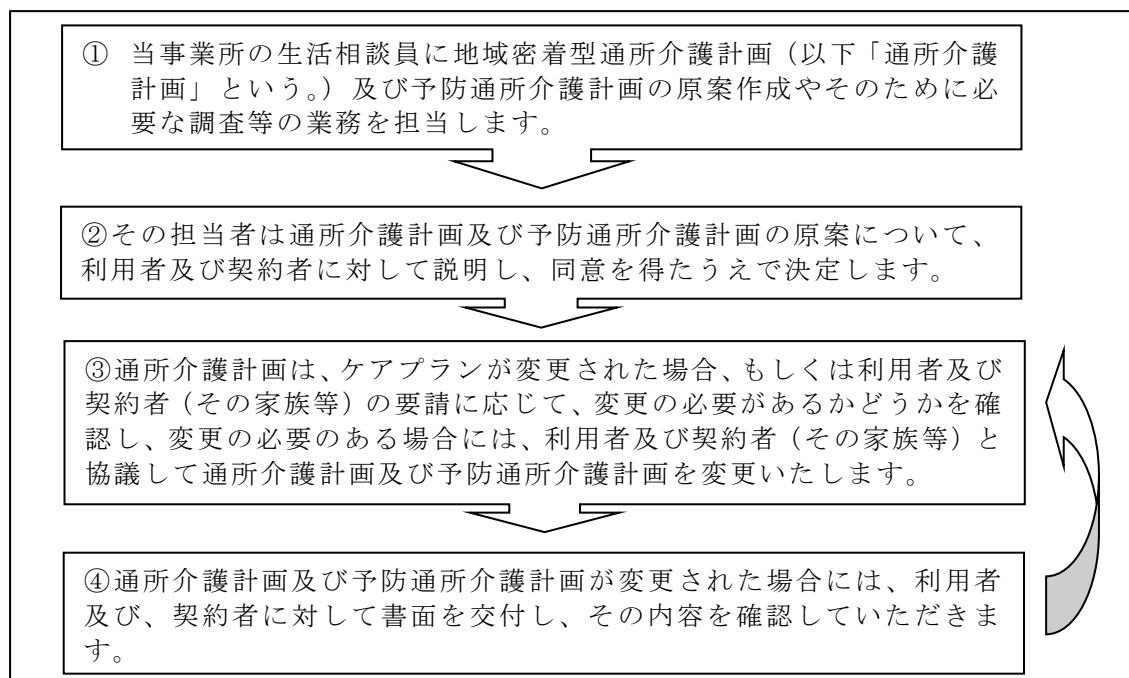 ① 当事業所の生活相談員に地域密着型通所介護計画（以下「通所介護
計画」という。）及び予防通所介護計画の原案作成やそのために必
要な調査等の業務を担当します。
②その担当者は通所介護計画及び予防通所介護計画の原案について、
利用者及び契約者に対して説明し、同意を得たうえで決定します。
③通所介護計画は、ケアプランが変更された場合、もしくは利用者及び
契約者（その家族等）の要請に応じて、変更の必要があるかどうかを確
認し、変更の必要のある場合には、利用者及び契約者（その家族等）と
協議して通所介護計画及び予防通所介護計画を変更いたします。
④通所介護計画及び予防通所介護計画が変更された場合には、利用者
及び、契約者に対して書面を交付し、その内容を確認していただきま
す。